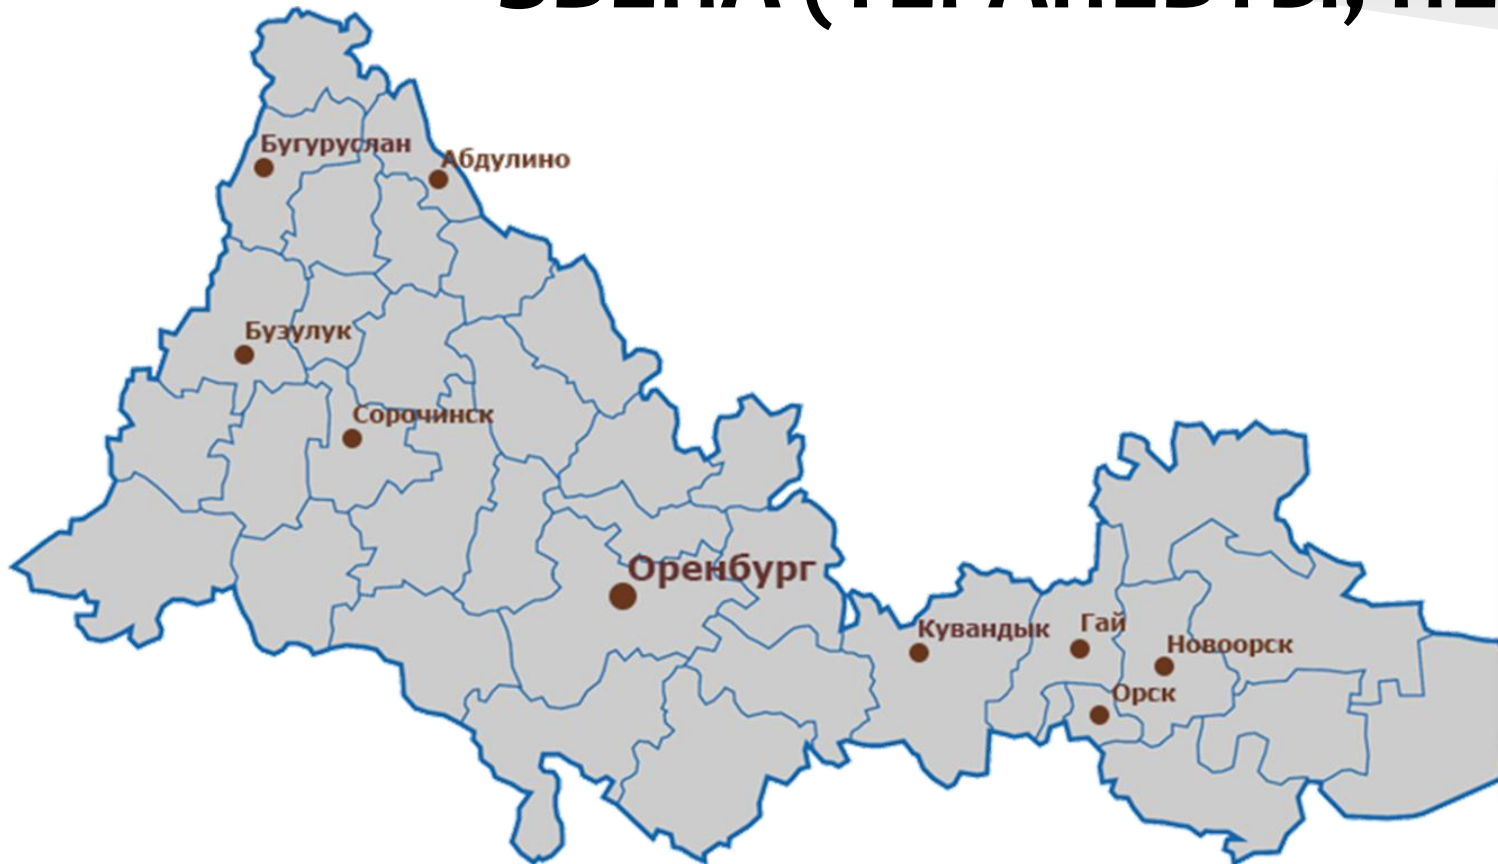 Бугуруслан
Абдулино
Бузулук
Сорочинск
Оренбург
Кувандык
Гай
Новоорск
Орск